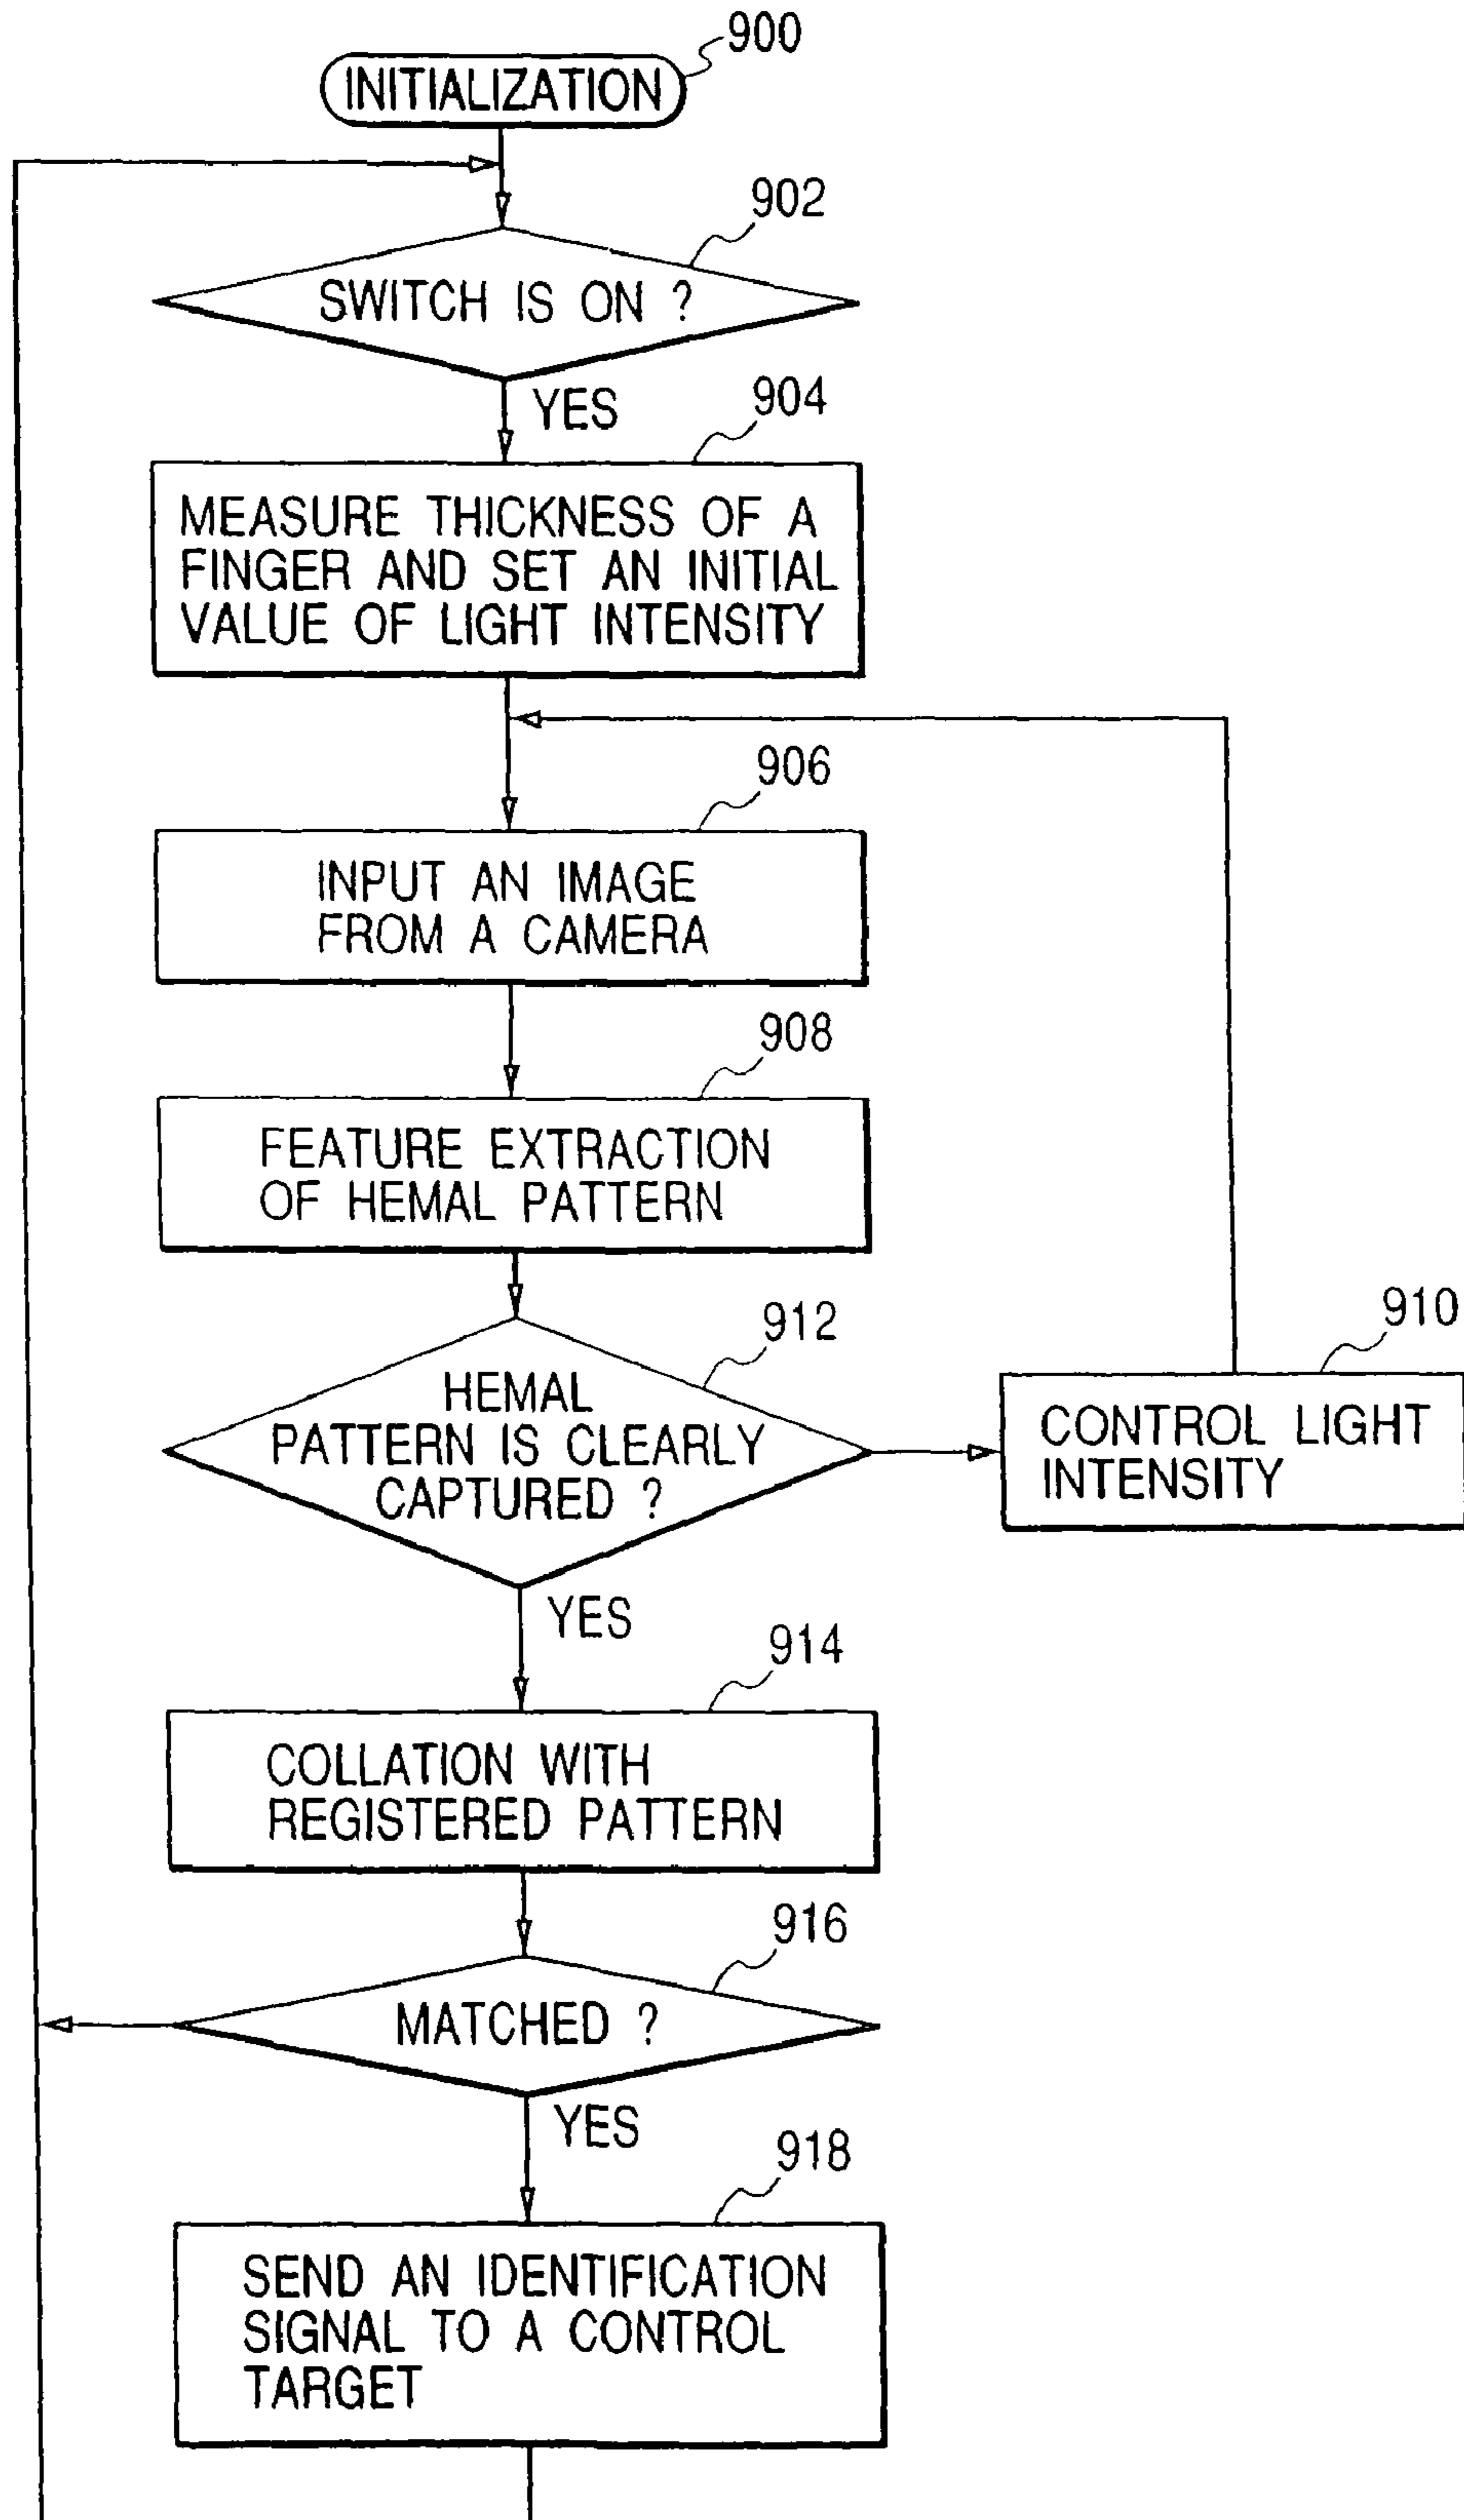 900
INITIALIZATION
902
SWITCH IS ON ?
YES
904
MEASURE THICKNESS OF A
FINGER AND SET AN INITIAL
VALUE OF LIGHT INTENSITY
906
INPUT AN IMAGE
FROM A CAMERA
908
FEATURE EXTRACTION
OF HEMAL PATTERN
912
HEMAL
PATTERN IS CLEARLY
CAPTURED ?
910
CONTROL LIGHT
INTENSITY
YES
914
COLLATION WITH
REGISTERED PATTERN
916
MATCHED ?
YES
918
SEND AN IDENTIFICATION
SIGNAL TO A CONTROL
TARGET